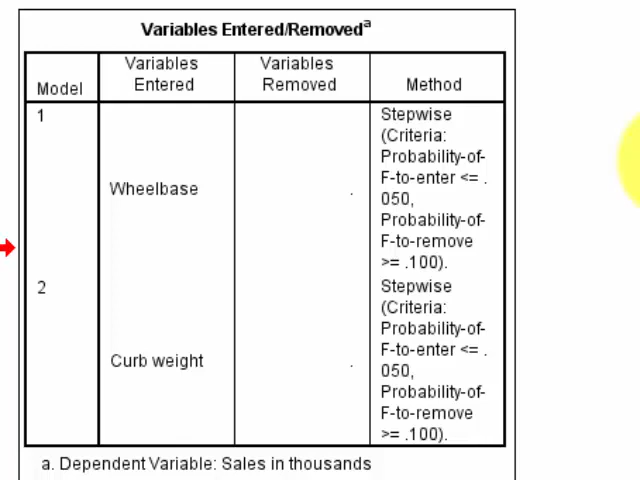 Variables Entered/Removedᵃ
Model
Variables Entered
Variables Removed
Method
1
Wheelbase
.
Stepwise
(Criteria:
Probability-of-
F-to-enter <= .
050,
Probability-of-
F-to-remove
>= .100).
2
Curb weight
.
Stepwise
(Criteria:
Probability-of-
F-to-enter <= .
050,
Probability-of-
F-to-remove
>= .100).
a. Dependent Variable: Sales in thousands